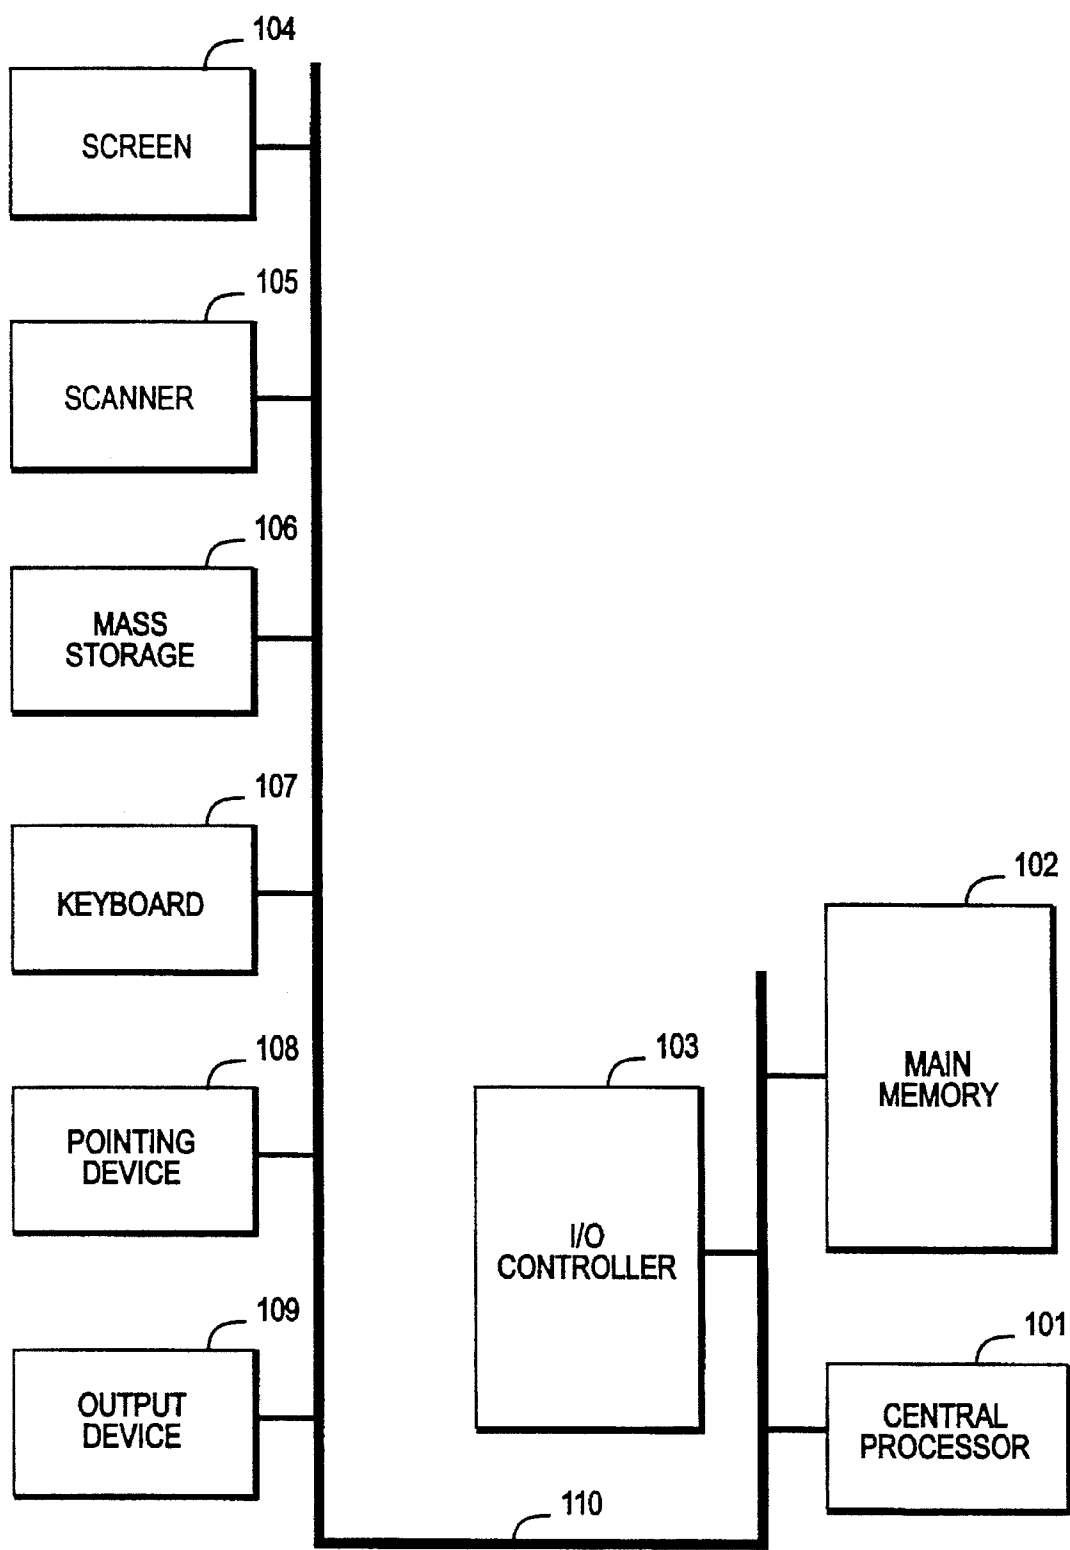 104
SCREEN
105
SCANNER
106
MASS
STORAGE
107
KEYBOARD
108
POINTING
DEVICE
109
OUTPUT
DEVICE
102
MAIN
MEMORY
103
I/O
CONTROLLER
101
CENTRAL
PROCESSOR
110